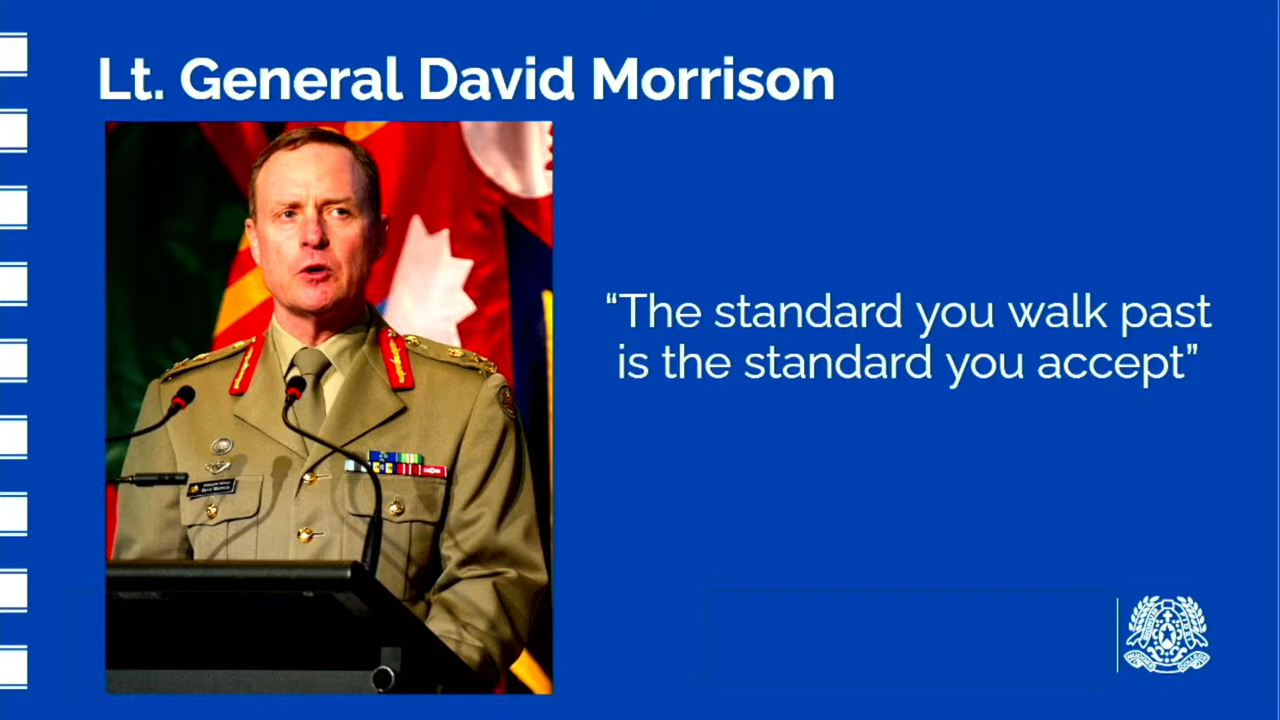 Lt. General David Morrison
“The standard you walk past
is the standard you accept”